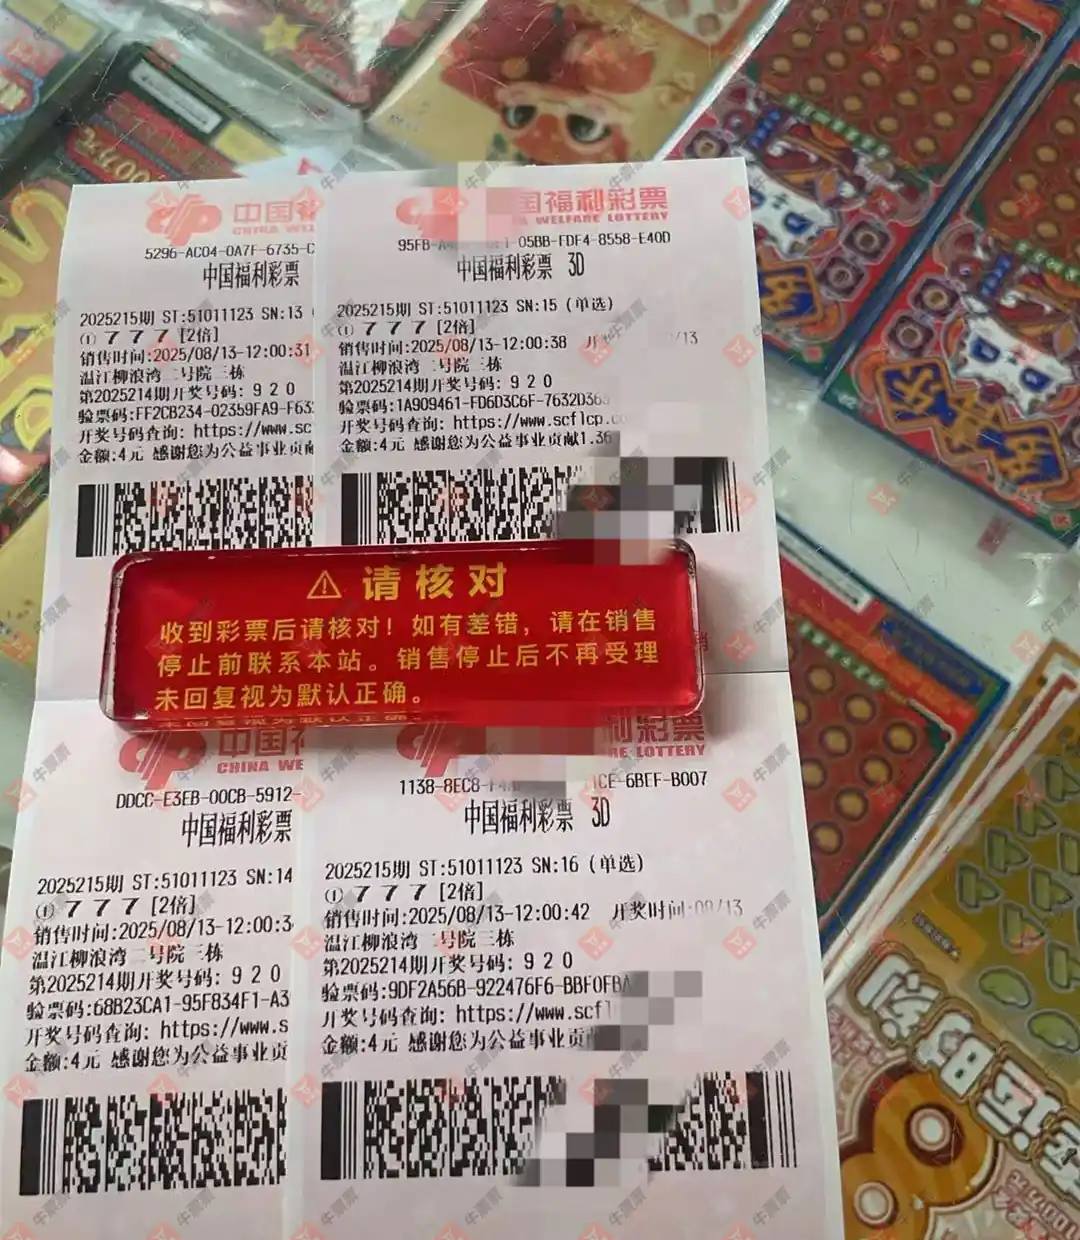 中国福
CHINA WE
5296-AC04-0A7F-6735-
中国福利彩票
2025215期 ST:51011123 SN:13
① 7 7 7 [2倍]
销售时间:2025/08/13-12:00:31
温江柳浪湾二号院三栋
第2025214期开奖号码: 9 2 0
验票码:FF2CB234-02359FA9-F63
开奖号码查询: https://www.sc
金额:4元 感谢您为公益事业贡献
国福利彩票
WELFARE LOTTERY
05BB-FDF4-8558-E40D
中国福利彩票 3D
2025215期 ST:51011123 SN:15 (单选)
① 7 7 7 [2倍]
销售时间:2025/08/13-12:00:38 /13
温江柳浪湾二号院三栋
第2025214期开奖号码: 9 2 0
验票码:1A909461-FD6D3C6F-7632D36
开奖号码查询: https://www.scflcp.c
金额:4元 感谢您为公益事业贡献1.36
⚠ 请核对
收到彩票后请核对！如有差错，请在销售
停止前联系本站。销售停止后不再受理
未回复视为默认正确。
中国福
CHINA WE
DDCC-E3EB-00CB-5912-
中国福利彩票
2025215期 ST:51011123 SN:14
① 7 7 7 [2倍]
销售时间:2025/08/13-12:00:3
温江柳浪湾二号院三栋
第2025214期开奖号码: 9 2 0
验票码:68B23CA1-95F834F1-A3
开奖号码查询: https://www.s
金额:4元 感谢您为公益事业贡
利彩票
RE LOTTERY
1138-8EC8- 1CE-6BEF-B007
中国福利彩票 3D
2025215期 ST:51011123 SN:16 (单选)
① 7 7 7 [2倍]
销售时间:2025/08/13-12:00:42 开奖时间:08/13
温江柳浪湾二号院三栋
第2025214期开奖号码: 9 2 0
验票码:9DF2A56B-922476F6-BBF0FBA
开奖号码查询: https://www.scfl
金额:4元 感谢您为公益事业贡
牛票票